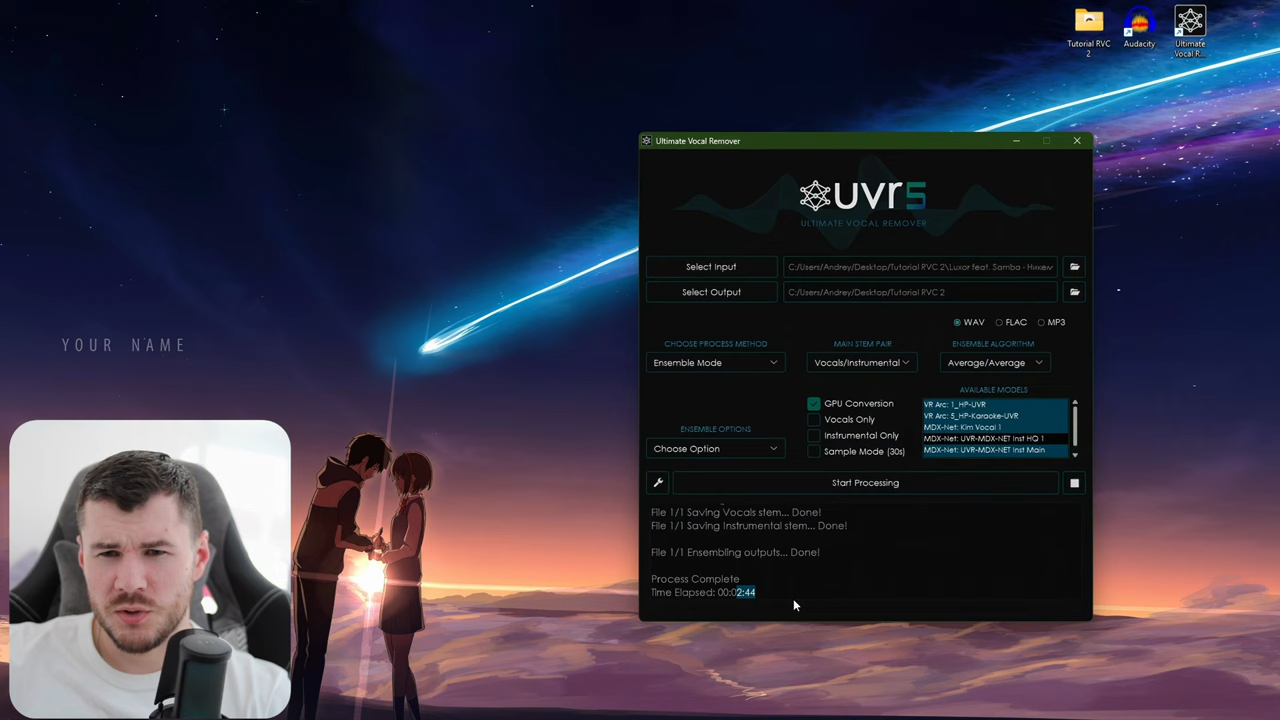 Tutorial RVC
2
Audacity
Ultimate
Vocal R...
Ultimate Vocal Remover
uvr5
ULTIMATE VOCAL REMOVER
Select Input
C:/Users/Andrey/Desktop/Tutorial RVC 2\Luxor feat. Samba - Никем
Select Output
C:/Users/Andrey/Desktop/Tutorial RVC 2
WAV FLAC MP3
CHOOSE PROCESS METHOD
MAIN STEM PAIR
ENSEMBLE ALGORITHM
Ensemble Mode
Vocals/Instrumental
Average/Average
AVAILABLE MODELS
GPU Conversion
Vocals Only
Instrumental Only
Sample Mode (30s)
VR Arc: 1_HP-UVR
VR Arc: 5_HP-Karaoke-UVR
MDX-Net: Kim Vocal 1
MDX-Net: UVR-MDX-NET Inst HQ 1
MDX-Net: UVR-MDX-NET Inst Main
ENSEMBLE OPTIONS
Choose Option
Start Processing
File 1/1 Saving Vocals stem... Done!
File 1/1 Saving Instrumental stem... Done!
File 1/1 Ensembling outputs... Done!
Process Complete
Time Elapsed: 00:02:44
YOUR NAME